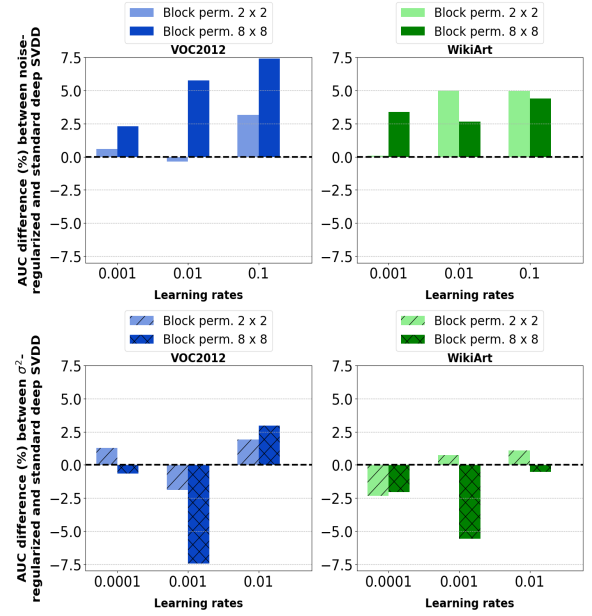 Block perm. 2 x 2
Block perm. 8 x 8
VOC2012
AUC difference (%) between noise-
regularized and standard deep SVDD
7.5
5.0
2.5
0.0
−2.5
−5.0
−7.5
0.001
0.01
0.1
Learning rates
Block perm. 2 x 2
Block perm. 8 x 8
WikiArt
7.5
5.0
2.5
0.0
−2.5
−5.0
−7.5
0.001
0.01
0.1
Learning rates
Block perm. 2 x 2
Block perm. 8 x 8
VOC2012
AUC difference (%) between σ²-
regularized and standard deep SVDD
7.5
5.0
2.5
0.0
−2.5
−5.0
−7.5
0.0001
0.001
0.01
Learning rates
Block perm. 2 x 2
Block perm. 8 x 8
WikiArt
7.5
5.0
2.5
0.0
−2.5
−5.0
−7.5
0.0001
0.001
0.01
Learning rates